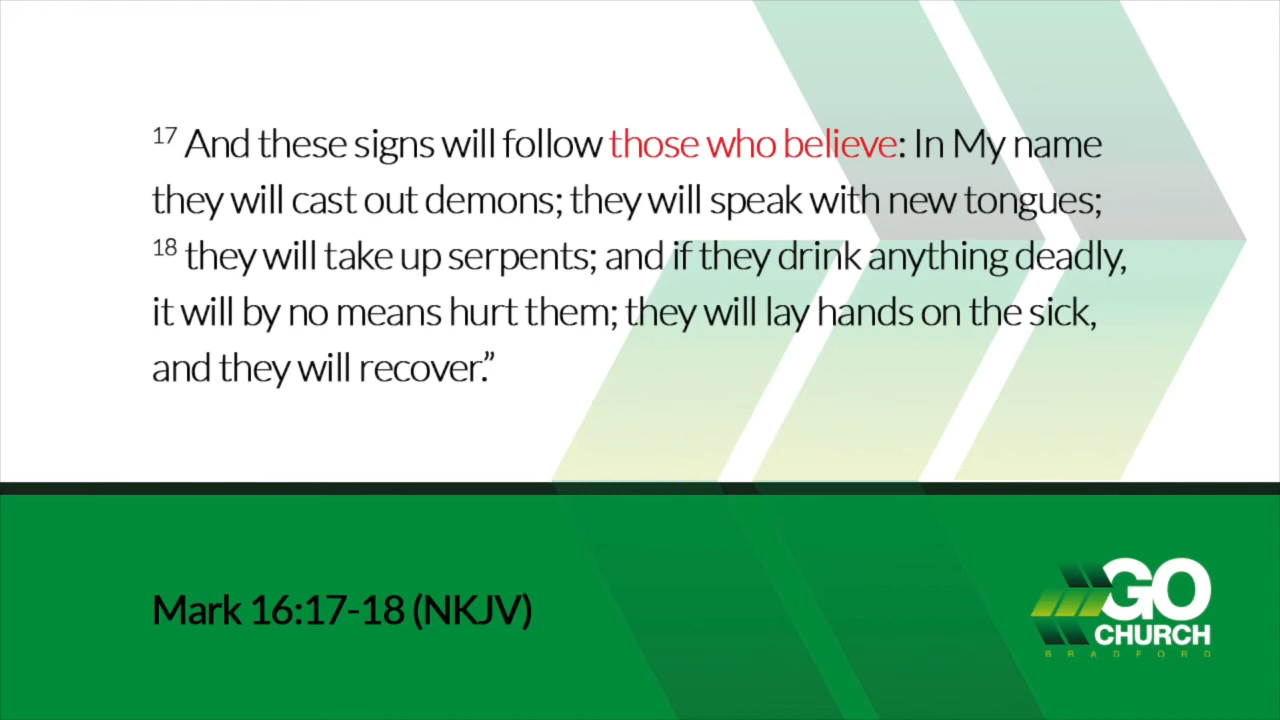 17 And these signs will follow those who believe: In My name
they will cast out demons; they will speak with new tongues;
18 they will take up serpents; and if they drink anything deadly,
it will by no means hurt them; they will lay hands on the sick,
and they will recover.”
Mark 16:17-18 (NKJV)
GO
CHURCH
BRADFORD